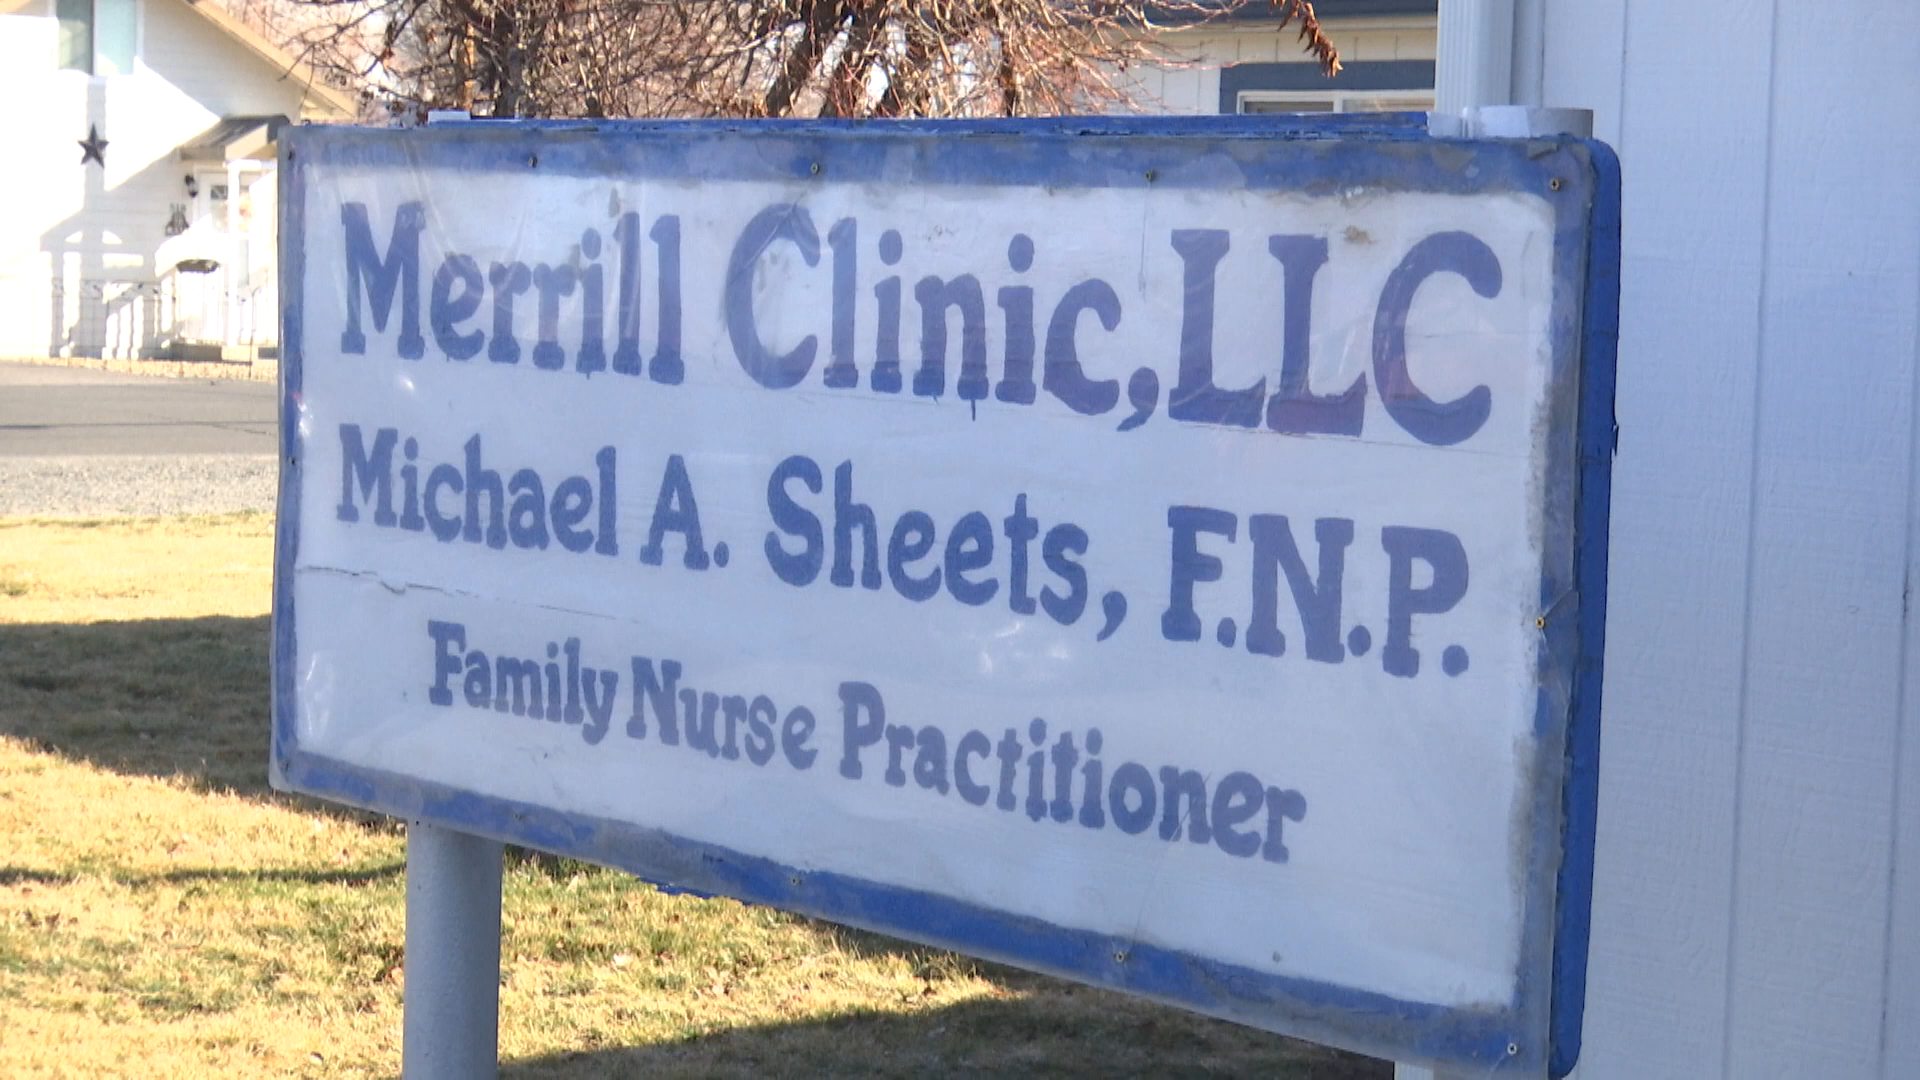 Merrill Clinic, LLC
Michael A. Sheets, F.N.P.
Family Nurse Practitioner